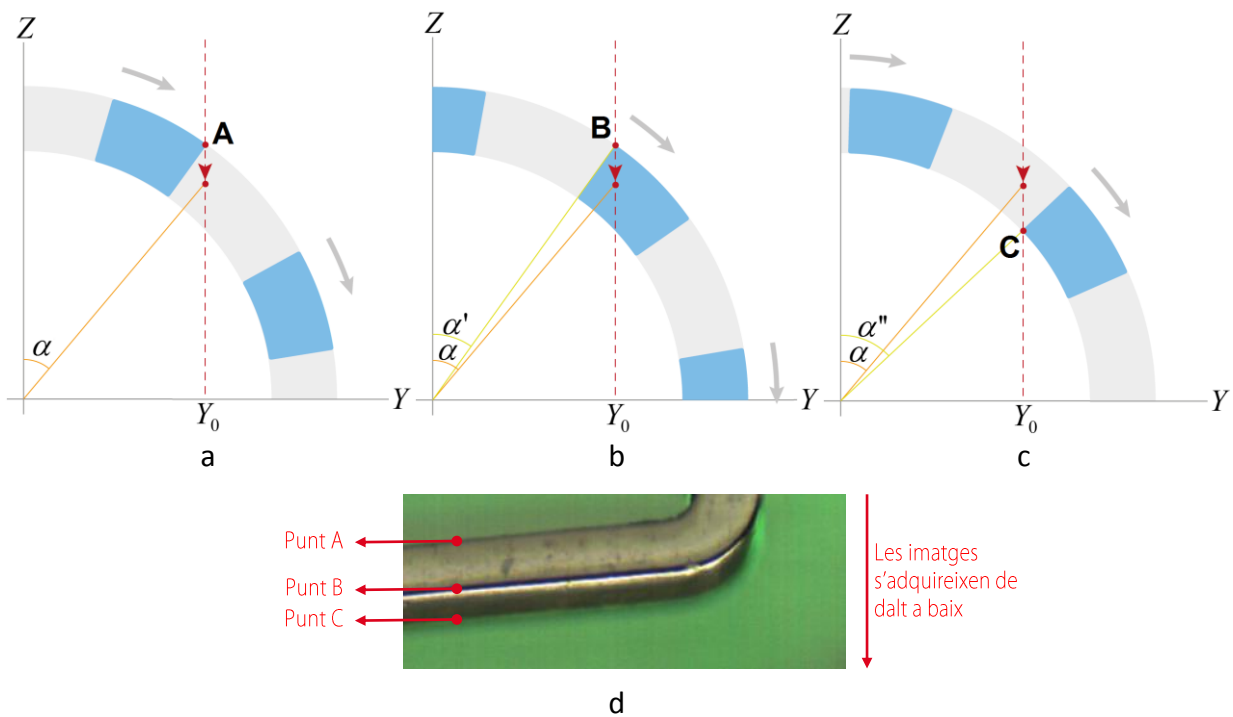 Z
A
α
Y
Y₀
a
Z
B
α'
α
Y
Y₀
b
Z
C
α"
α
Y
Y₀
c
Punt A
Punt B
Punt C
Les imatges
s'adquireixen de
dalt a baix
d